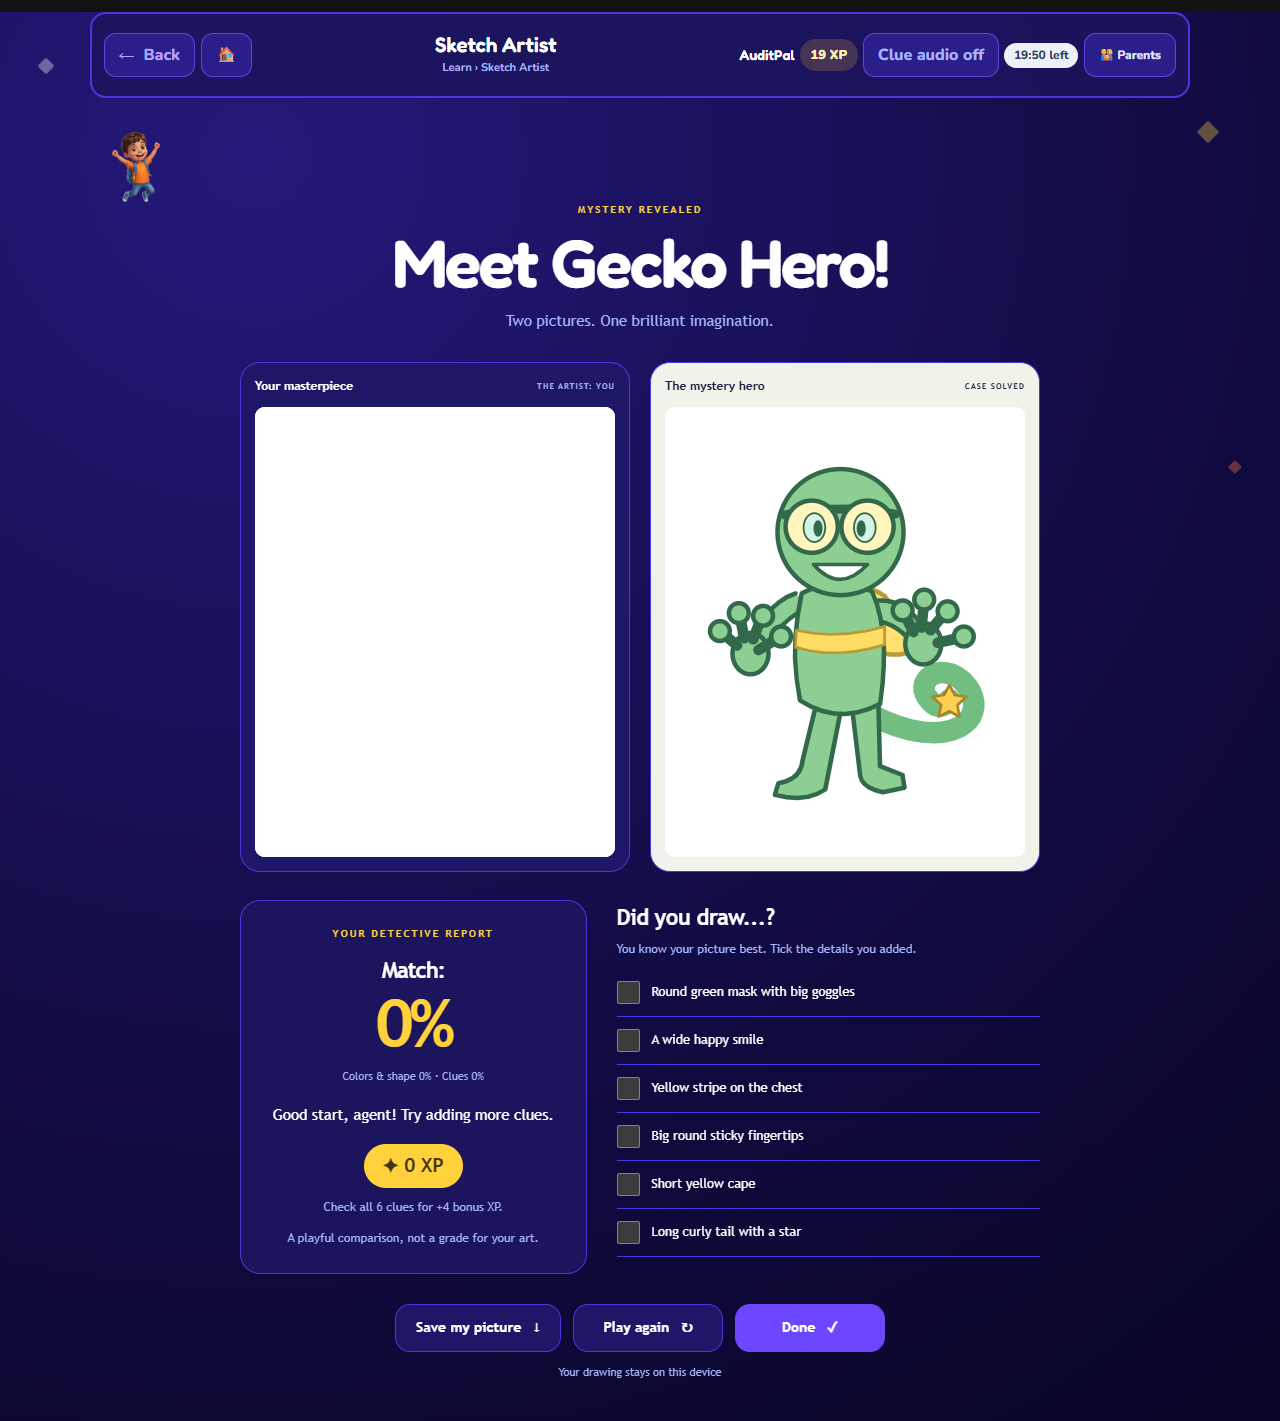 ← Back
Sketch Artist
Learn › Sketch Artist
AuditPal
19 XP
Clue audio off
19:50 left
Parents
MYSTERY REVEALED
Meet Gecko Hero!
Two pictures. One brilliant imagination.
Your masterpiece
THE ARTIST: YOU
The mystery hero
CASE SOLVED
YOUR DETECTIVE REPORT
Match:
0%
Colors & shape 0% · Clues 0%
Good start, agent! Try adding more clues.
✦ 0 XP
Check all 6 clues for +4 bonus XP.
A playful comparison, not a grade for your art.
Did you draw...?
You know your picture best. Tick the details you added.
Round green mask with big goggles
A wide happy smile
Yellow stripe on the chest
Big round sticky fingertips
Short yellow cape
Long curly tail with a star
Save my picture ↓
Play again ↻
Done ✓
Your drawing stays on this device